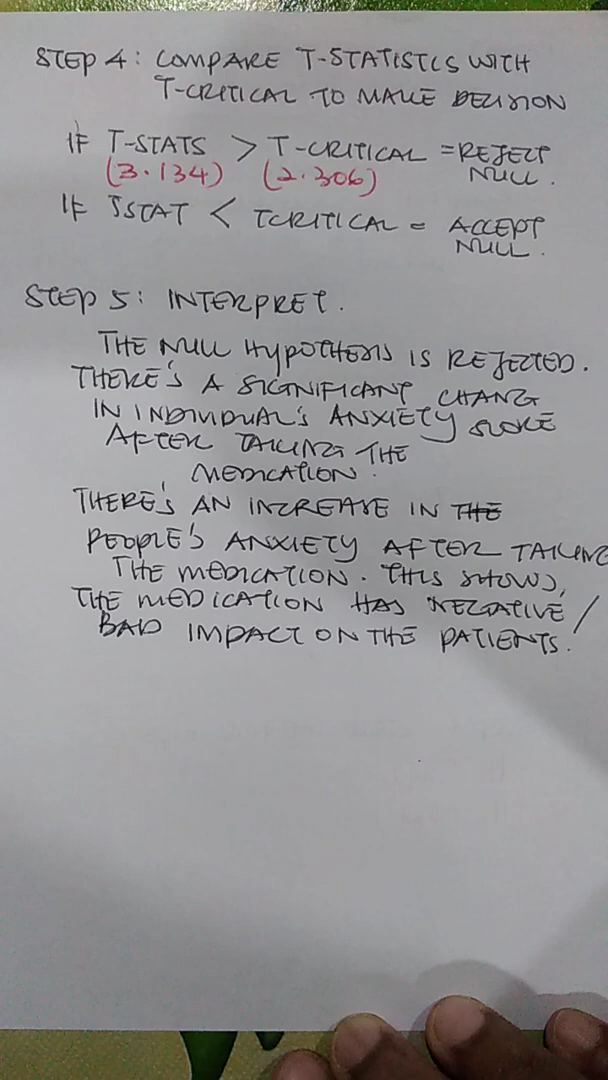 STEP 4: COMPARE T-STATISTCS WITH
T-CRITICAL TO MAKE DECISION
IF T-STATS > T-CRITICAL = REJECT
(3.134) (2.306) NULL.
IF TSTAT < TCRITICAL = ACCEPT
NULL.
STEP 5: INTERPRET.
THE NULL HYPOTHESIS IS REJECTED.
THERE'S A SIGNIFICANT CHANG
IN INDIVIDUAL'S ANXIETY SCORE
AFTER TAKING THE
MEDICATION.
THERE'S AN INCREASE IN THE
PEOPLE'S ANXIETY AFTER TAKING
THE MEDICATION. THIS SHOWS,
THE MEDICATION HAS NEGATIVE/
BAD IMPACT ON THE PATIENTS.